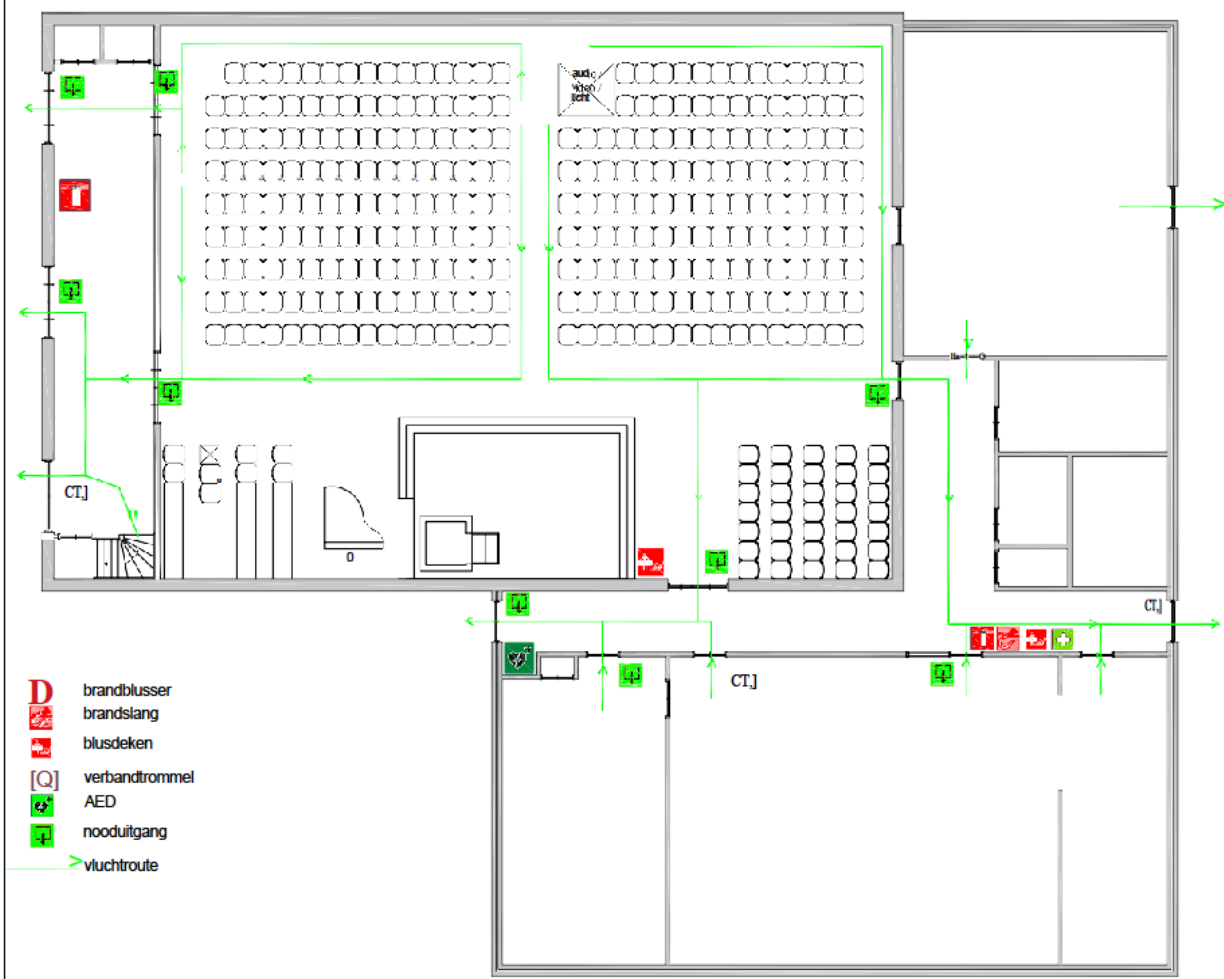 audio /
video /
licht
CT,]
CT,]
CT,]
D brandblusser
brandslang
blusdeken
[Q] verbandtrommel
AED
nooduitgang
vluchtroute